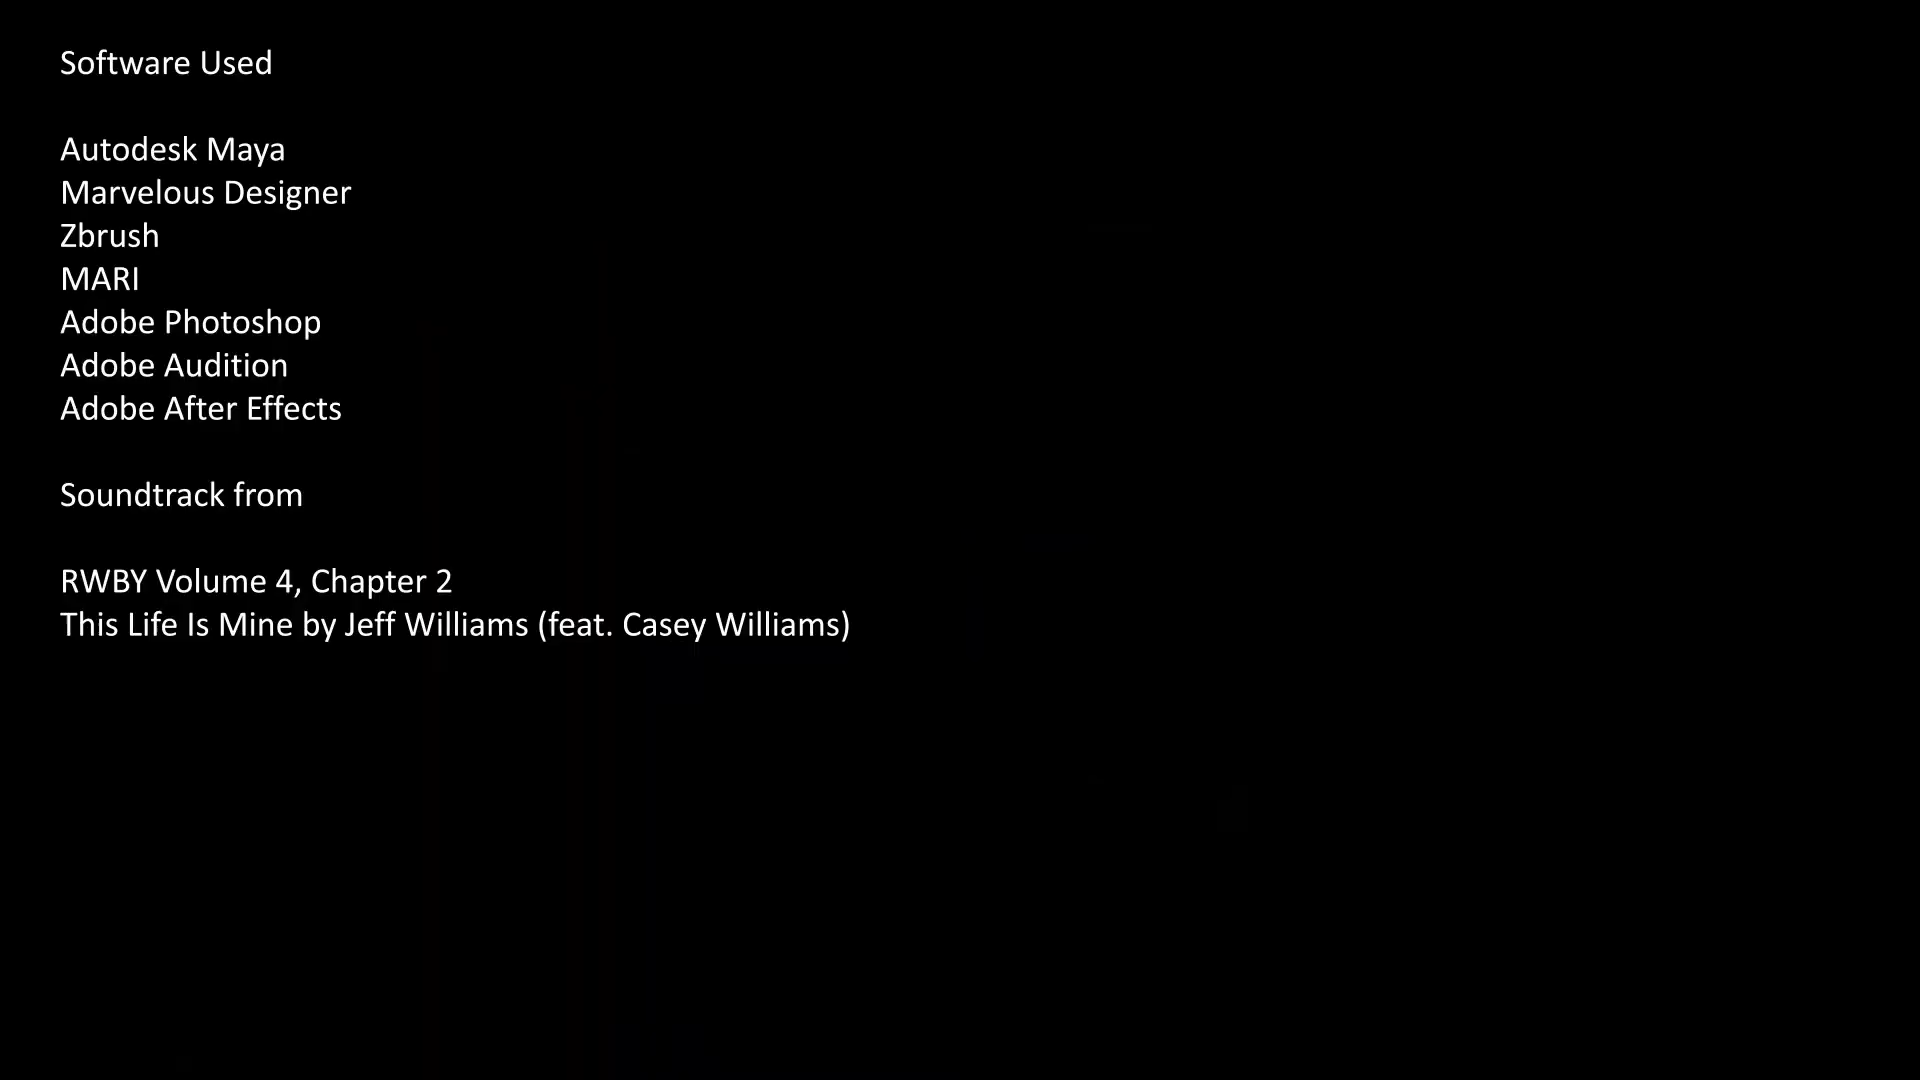 Software Used
Autodesk Maya
Marvelous Designer
Zbrush
MARI
Adobe Photoshop
Adobe Audition
Adobe After Effects
Soundtrack from
RWBY Volume 4, Chapter 2
This Life Is Mine by Jeff Williams (feat. Casey Williams)